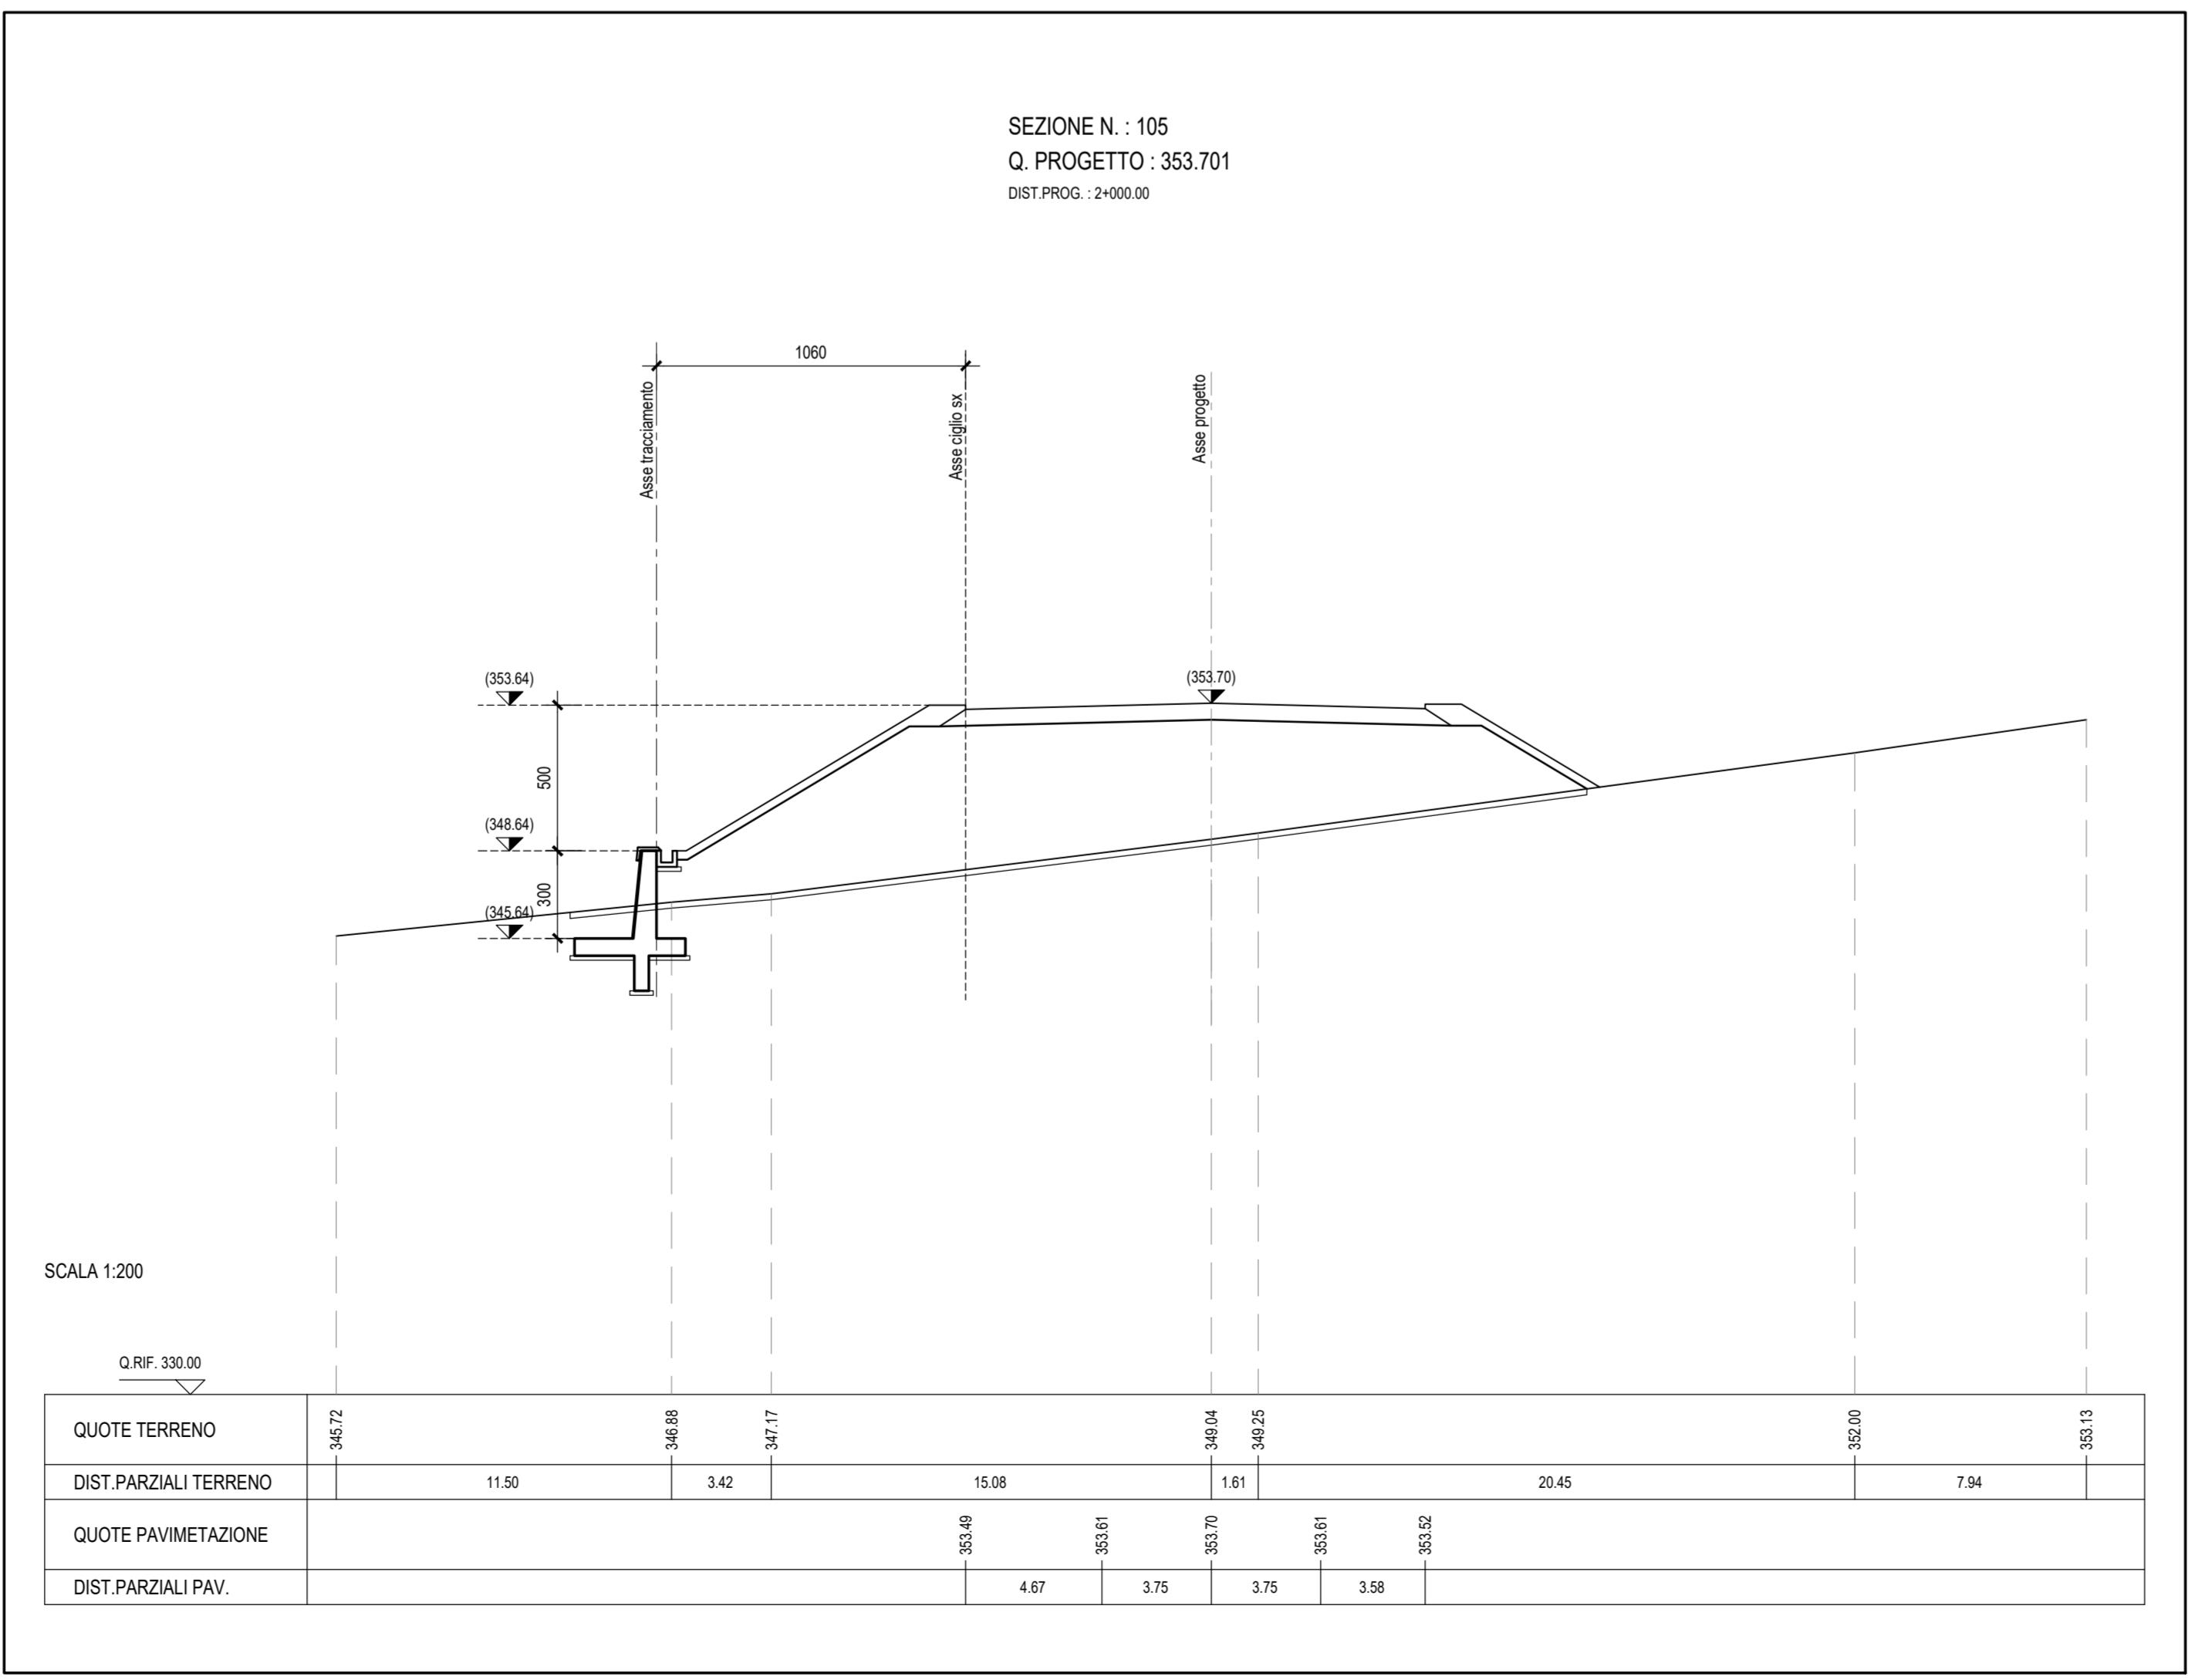 SEZIONE N. : 105
Q. PROGETTO : 353.701
DIST.PROG. : 2+000.00
1060
Asse tracciamento
Asse ciglio sx
Asse progetto
(353.64)
(353.70)
500
(348.64)
300
(345.64)
SCALA 1:200
Q.RIF. 330.00
QUOTE TERRENO 345.72 346.88 347.17 349.04 349.25 352.00 353.13
DIST.PARZIALI TERRENO 11.50 3.42 15.08 1.61 20.45 7.94
QUOTE PAVIMETAZIONE 353.49 353.61 353.70 353.61 353.52
DIST.PARZIALI PAV. 4.67 3.75 3.75 3.58